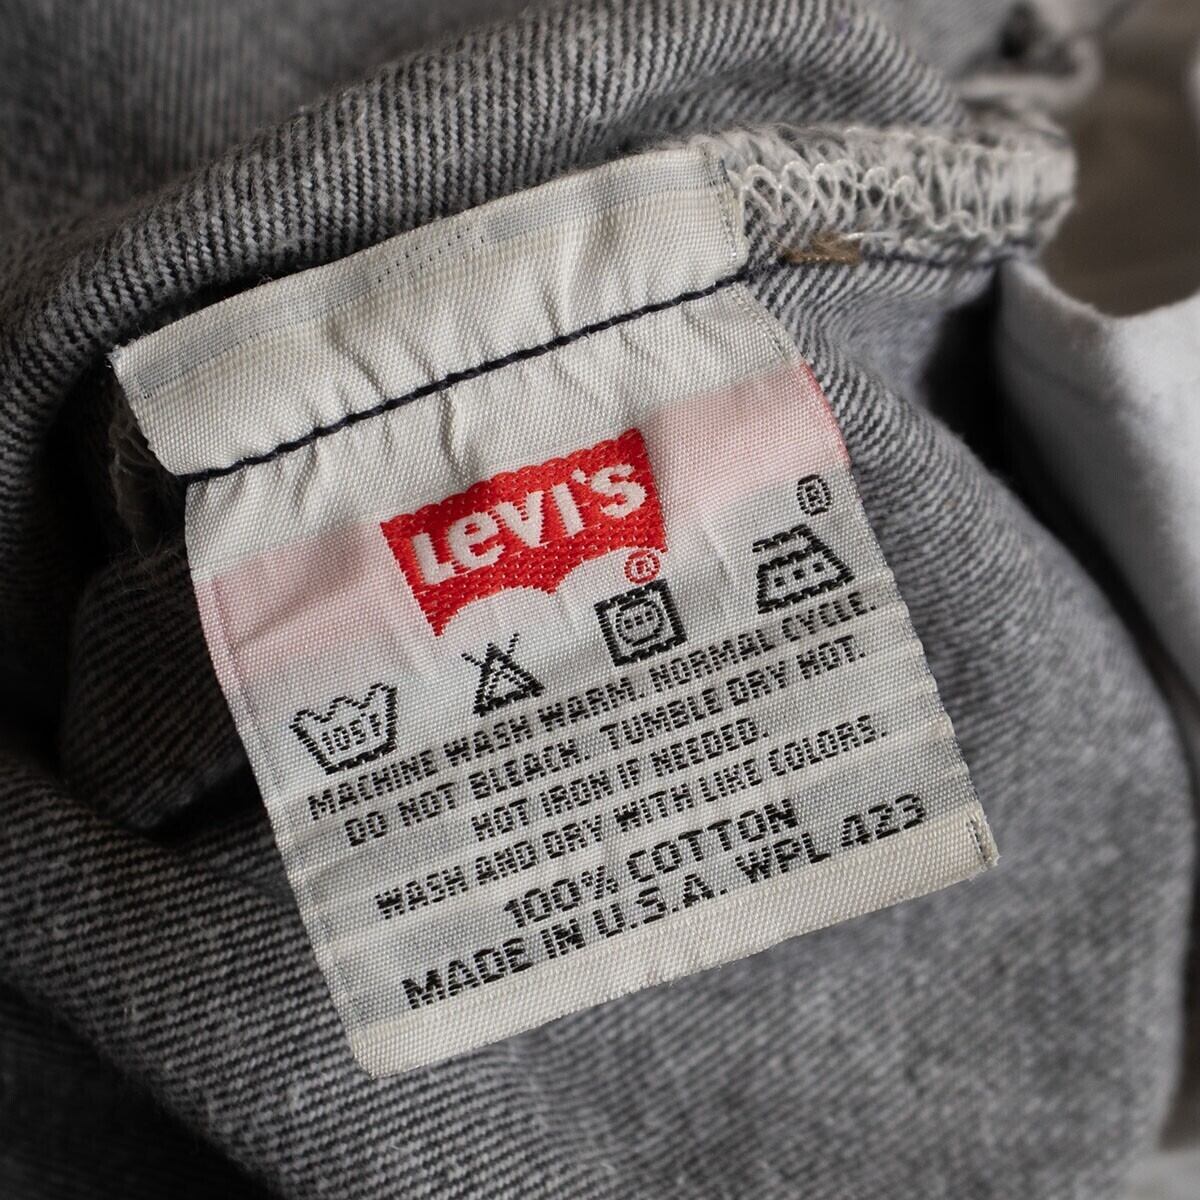 Levi's ®
®
105F
MACHINE WASH WARM. NORMAL CYCLE.
DO NOT BLEACH. TUMBLE DRY HOT.
HOT IRON IF NEEDED.
WASH AND DRY WITH LIKE COLORS.
100% COTTON
MADE IN U.S.A. WPL 423